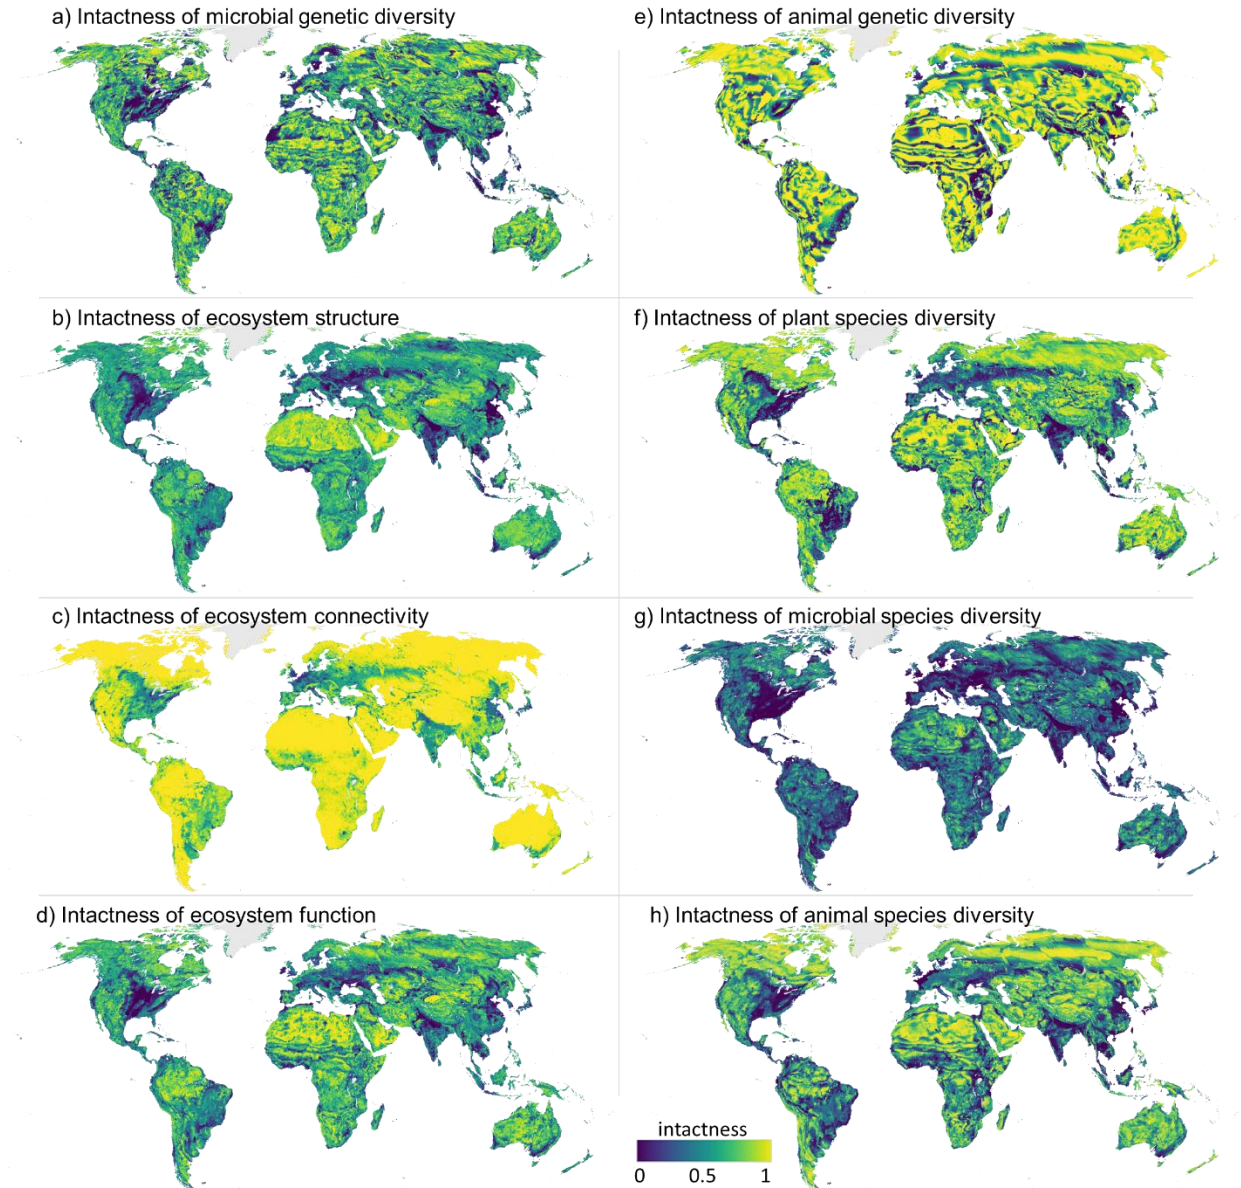 a) Intactness of microbial genetic diversity
e) Intactness of animal genetic diversity
b) Intactness of ecosystem structure
f) Intactness of plant species diversity
c) Intactness of ecosystem connectivity
g) Intactness of microbial species diversity
d) Intactness of ecosystem function
h) Intactness of animal species diversity
intactness
0 0.5 1